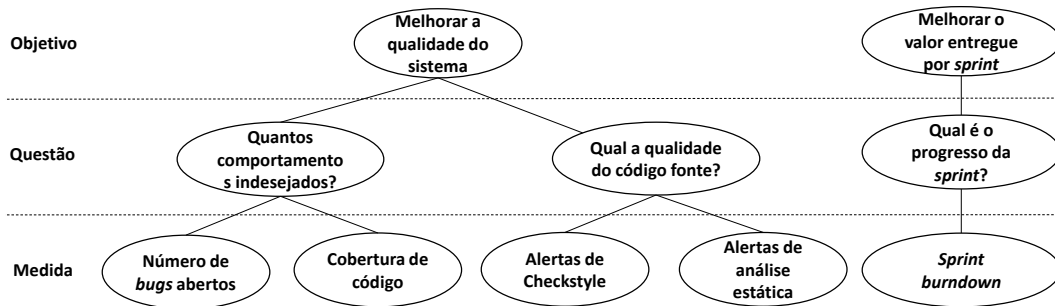 Objetivo
Melhorar a
qualidade do
sistema
Melhorar o
valor entregue
por sprint
Questão
Quantos
comportamento
s indesejados?
Qual a qualidade
do código fonte?
Qual é o
progresso da
sprint?
Medida
Número de
bugs abertos
Cobertura de
código
Alertas de
Checkstyle
Alertas de
análise
estática
Sprint
burndown